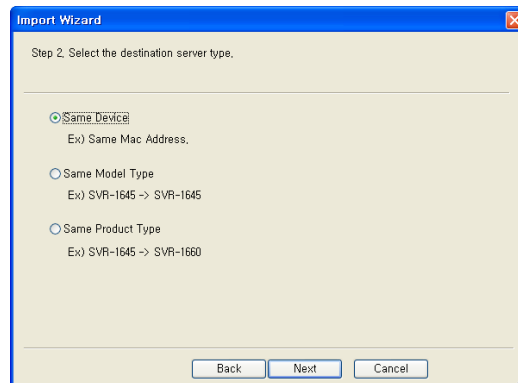 Import Wizard
Step 2, Select the destination server type,
Same Device
Ex) Same Mac Address,
Same Model Type
Ex) SVR-1645 -> SVR-1645
Same Product Type
Ex) SVR-1645 -> SVR-1660
Back Next Cancel